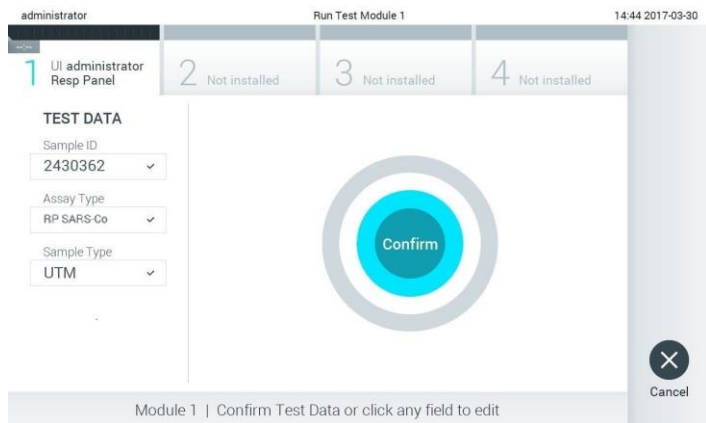 administrator
Run Test Module 1
14:44 2017-03-30
--:--
1 UI administrator
Resp Panel
2 Not installed
3 Not installed
4 Not installed
TEST DATA
Sample ID
2430362
Assay Type
RP SARS-Co
Sample Type
UTM
Confirm
Cancel
Module 1 | Confirm Test Data or click any field to edit